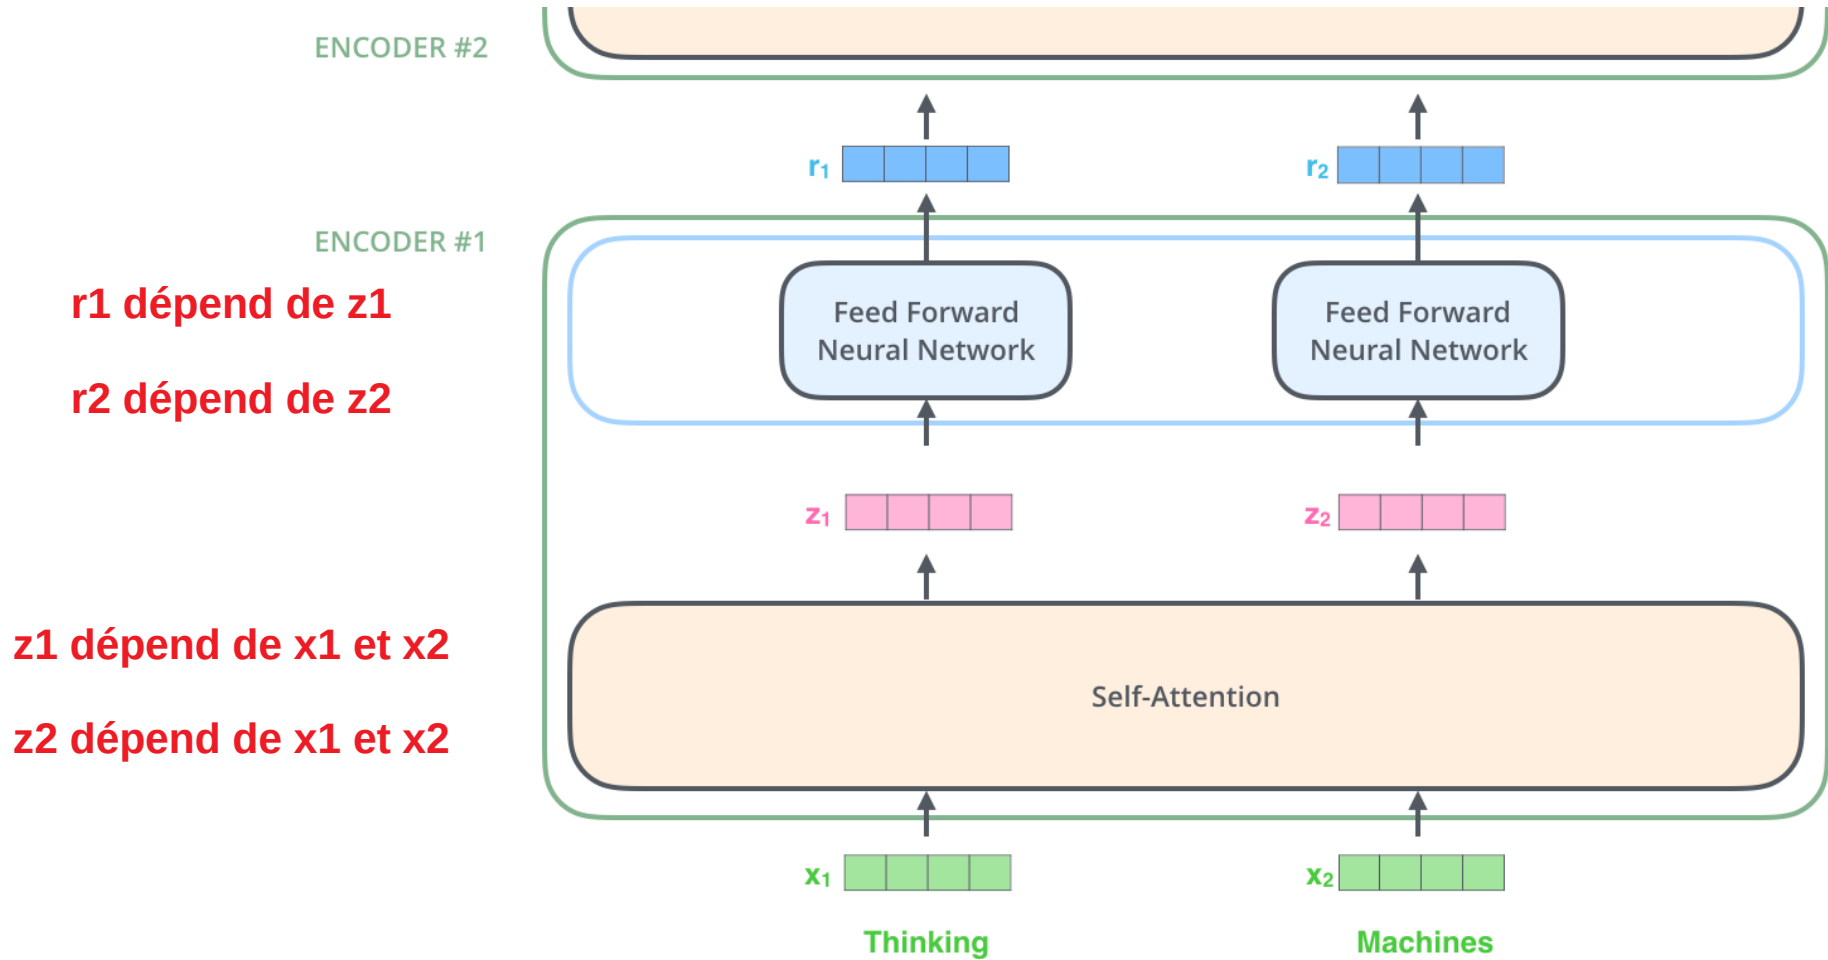 ENCODER #2
r1
r2
ENCODER #1
r1 dépend de z1
r2 dépend de z2
Feed Forward
Neural Network
Feed Forward
Neural Network
z1
z2
z1 dépend de x1 et x2
z2 dépend de x1 et x2
Self-Attention
x1
x2
Thinking
Machines